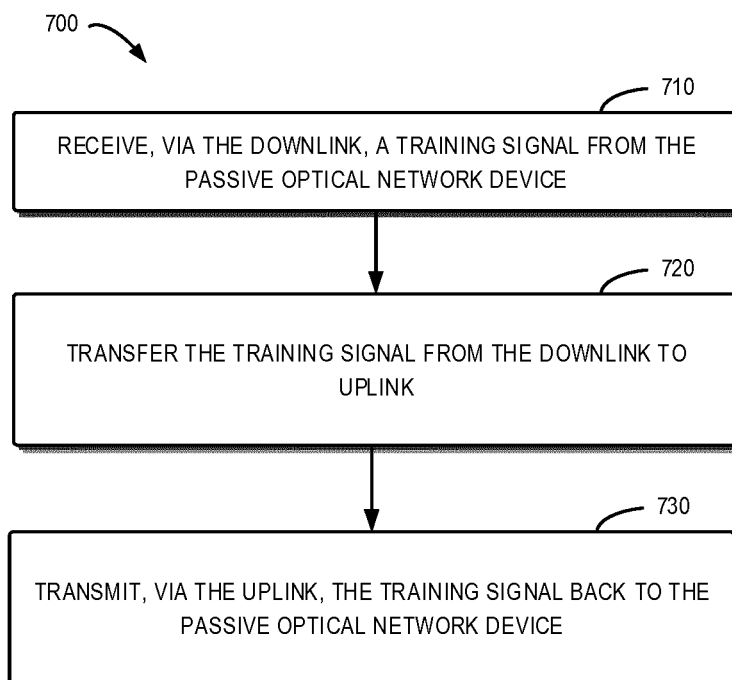 700
710
RECEIVE, VIA THE DOWNLINK, A TRAINING SIGNAL FROM THE
PASSIVE OPTICAL NETWORK DEVICE
720
TRANSFER THE TRAINING SIGNAL FROM THE DOWNLINK TO
UPLINK
730
TRANSMIT, VIA THE UPLINK, THE TRAINING SIGNAL BACK TO THE
PASSIVE OPTICAL NETWORK DEVICE